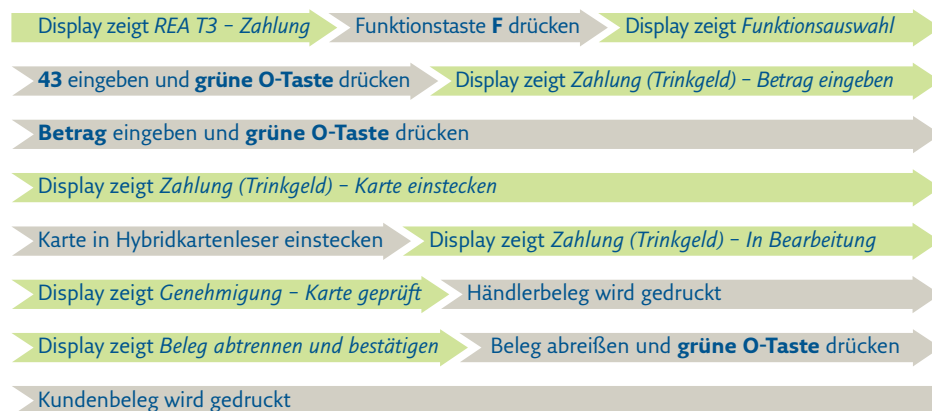 Display zeigt REA T3 – Zahlung Funktionstaste F drücken Display zeigt Funktionsauswahl
43 eingeben und grüne O-Taste drücken Display zeigt Zahlung (Trinkgeld) – Betrag eingeben
Betrag eingeben und grüne O-Taste drücken
Display zeigt Zahlung (Trinkgeld) – Karte einstecken
Karte in Hybridkartenleser einstecken Display zeigt Zahlung (Trinkgeld) – In Bearbeitung
Display zeigt Genehmigung – Karte geprüft Händlerbeleg wird gedruckt
Display zeigt Beleg abtrennen und bestätigen Beleg abreißen und grüne O-Taste drücken
Kundenbeleg wird gedruckt